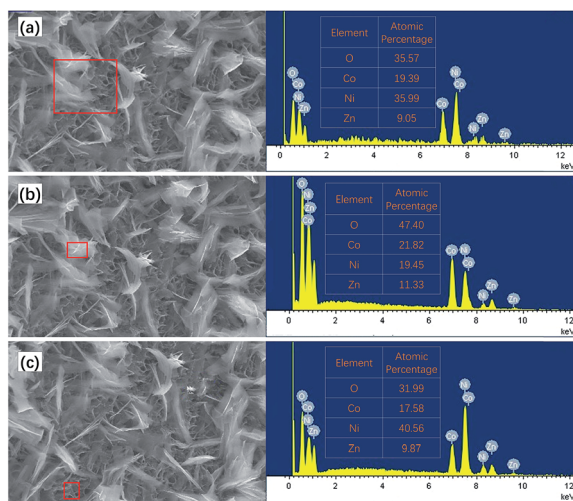 (a)
Element Atomic Percentage
O 35.57
Co 19.39
Ni 35.99
Zn 9.05
O
Co
Ni
Zn
Co
Ni
Co
Ni
Zn
Zn
0 2 4 6 8 10 12
keV
(b)
Element Atomic Percentage
O 47.40
Co 21.82
Ni 19.45
Zn 11.33
O
Ni
Zn
Co
Co
Ni
Co
Ni
Zn
Zn
0 2 4 6 8 10 12
keV
(c)
Element Atomic Percentage
O 31.99
Co 17.58
Ni 40.56
Zn 9.87
O
Co
Ni
Zn
Co
Ni
Co
Ni
Zn
Zn
0 2 4 6 8 10 12
keV